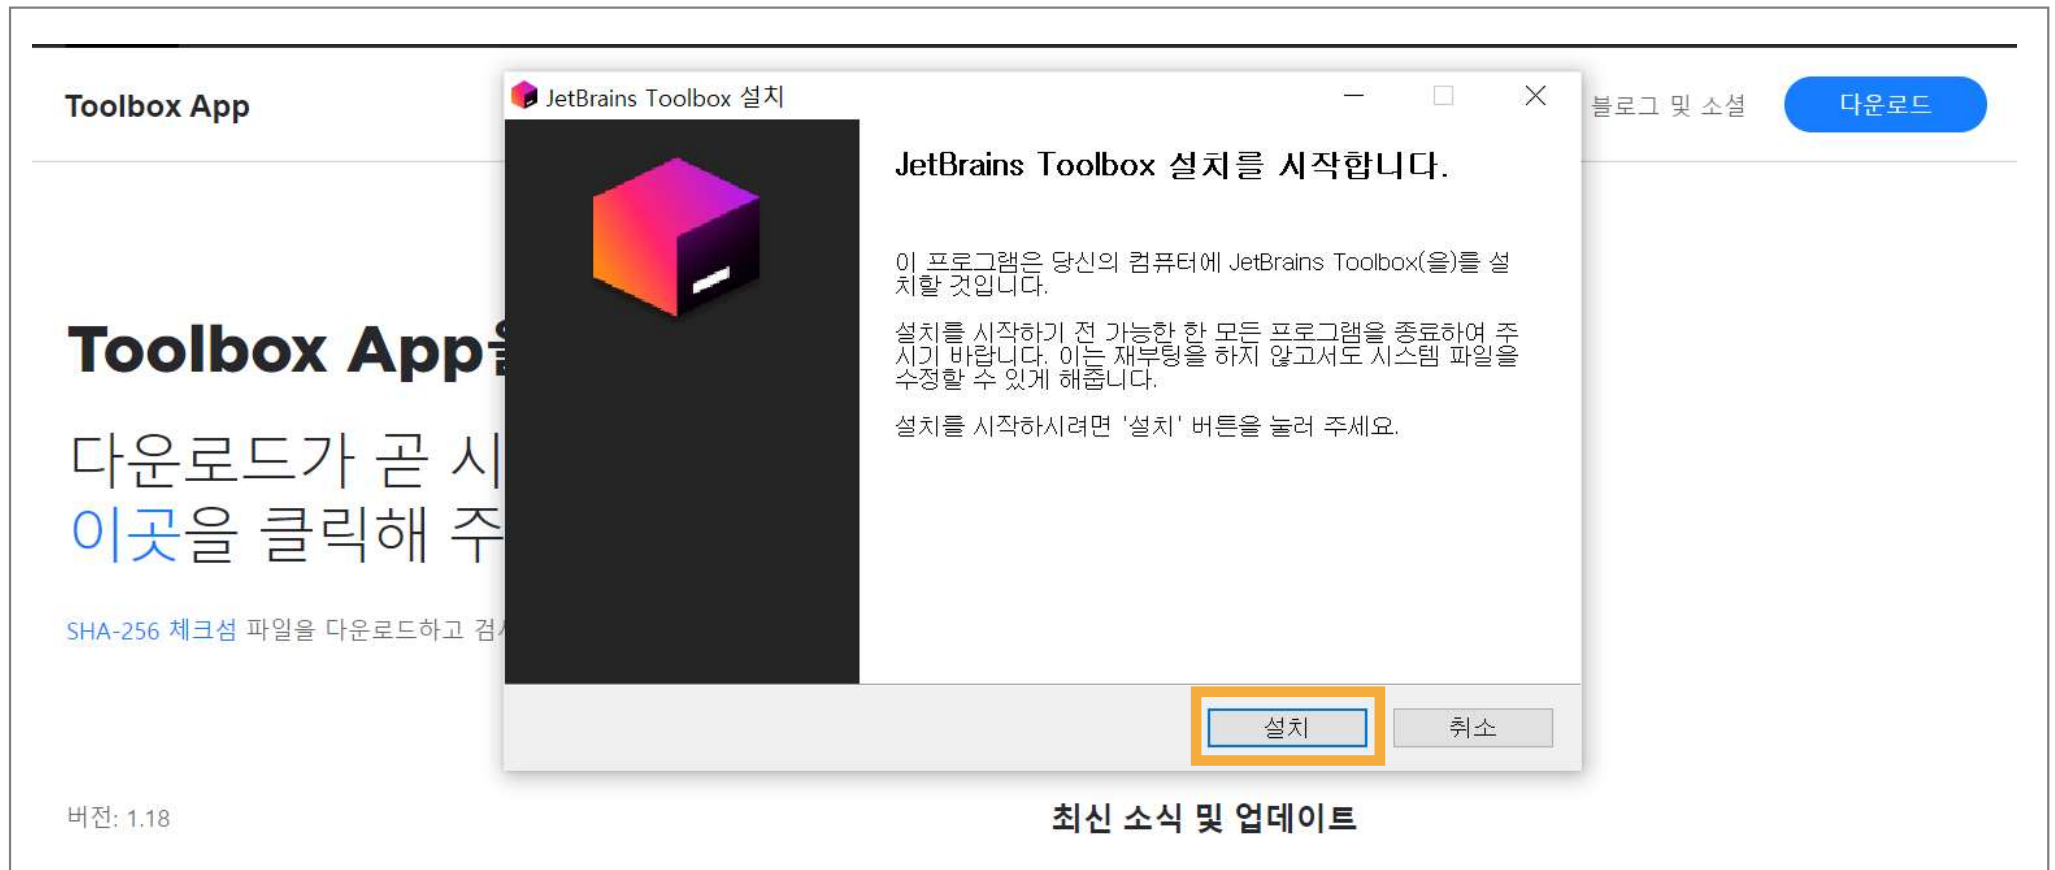 Toolbox App
JetBrains Toolbox 설치
블로그 및 소셜
다운로드
JetBrains Toolbox 설치를 시작합니다.
이 프로그램은 당신의 컴퓨터에 JetBrains Toolbox(을)를 설
치할 것입니다.
설치를 시작하기 전 가능한 한 모든 프로그램을 종료하여 주
시기 바랍니다. 이는 재부팅을 하지 않고서도 시스템 파일을
수정할 수 있게 해줍니다.
설치를 시작하시려면 '설치' 버튼을 눌러 주세요.
설치
취소
Toolbox App
다운로드가 곧 시
이곳을 클릭해 주
SHA-256 체크섬 파일을 다운로드하고
버전: 1.18
최신 소식 및 업데이트